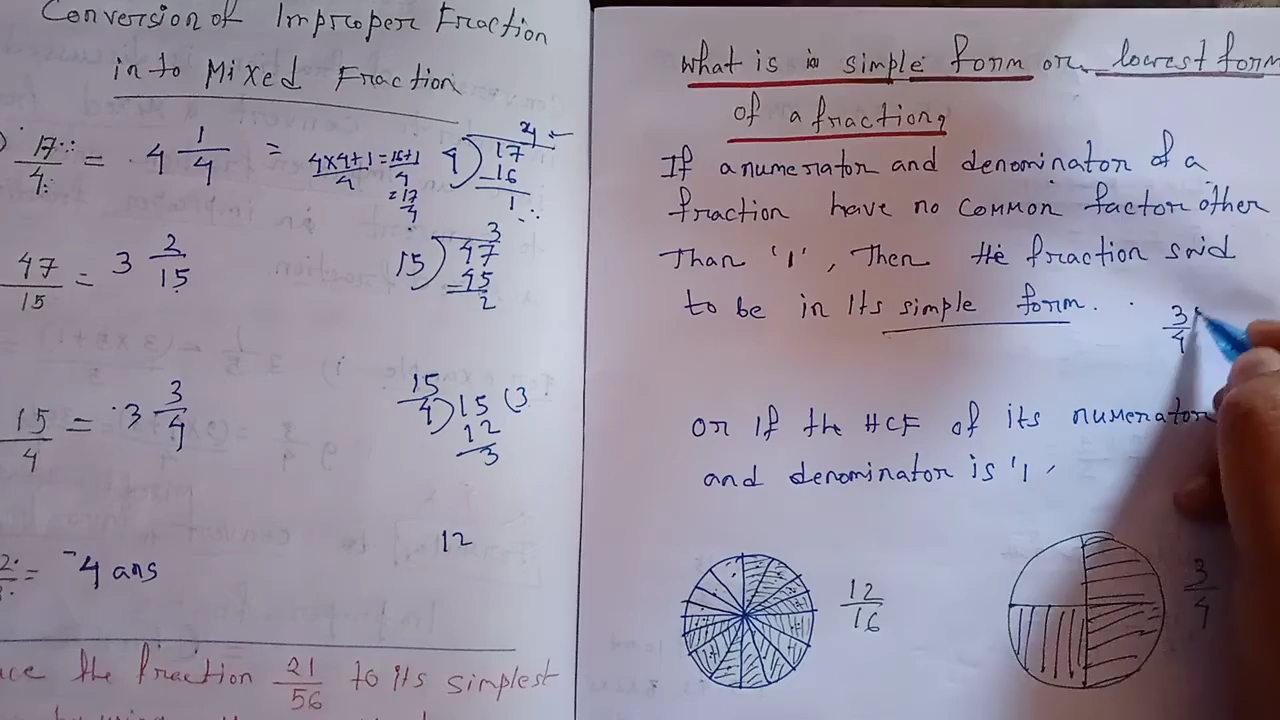 Conversion of Improper Fraction
in to Mixed Fraction
17/4 = 4 1/4 = 4x4+1/4 = 16+1/4 = 17/4
4) 17 (4
-16
1
47/15 = 3 2/15
15) 47 (3
-45
2
15/4 = 3 3/4
15
4) 15 (3
12
3
12
= 4 ans
the fraction 21/56 to its simplest
what is simple form or lowest form
of a fraction?
If a numerator and denominator of a
fraction have no common factor other
Than '1', Then the fraction said
to be in Its simple form.
3/4
or If the HCF of its numerator
and denominator is '1'
12/16
3/4